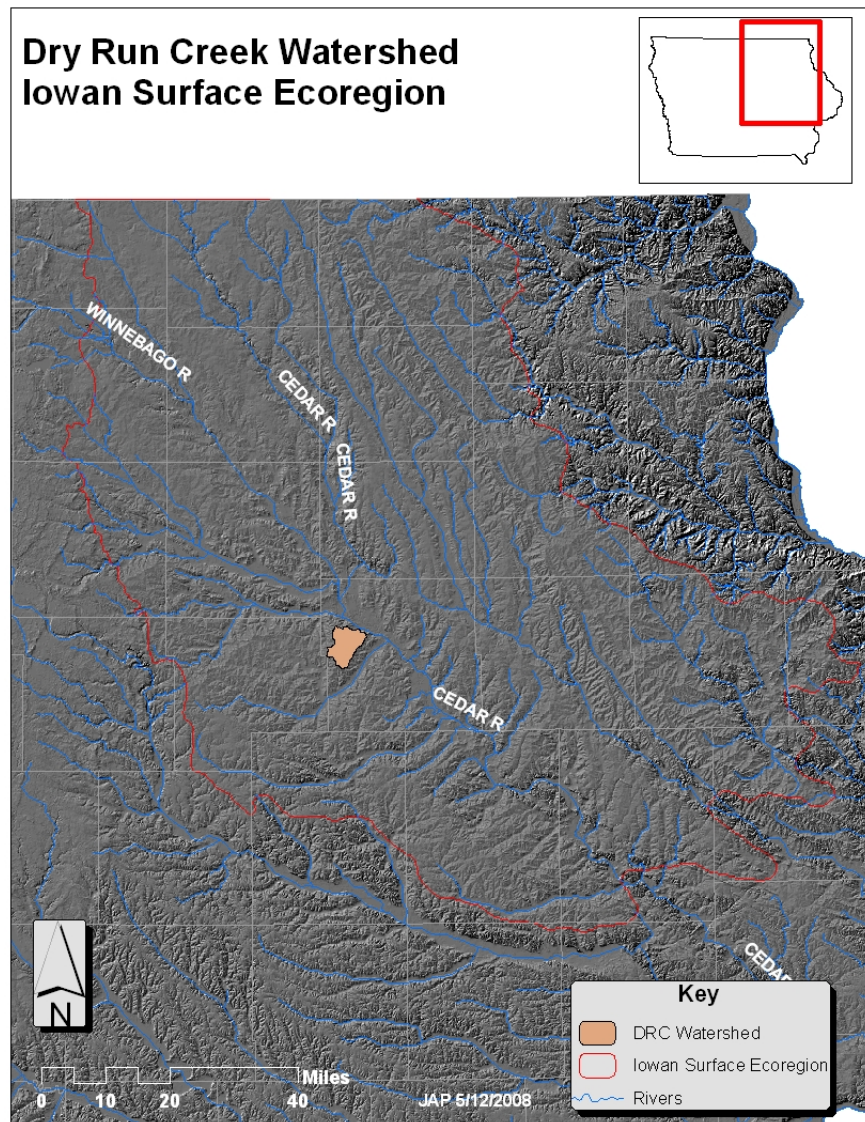 Dry Run Creek Watershed
Iowan Surface Ecoregion
WINNEBAGO R
CEDAR R
CEDAR R
CEDAR R
CEDAR
N
Miles
0 10 20 40
JAP 5/12/2008
Key
DRC Watershed
Iowan Surface Ecoregion
Rivers